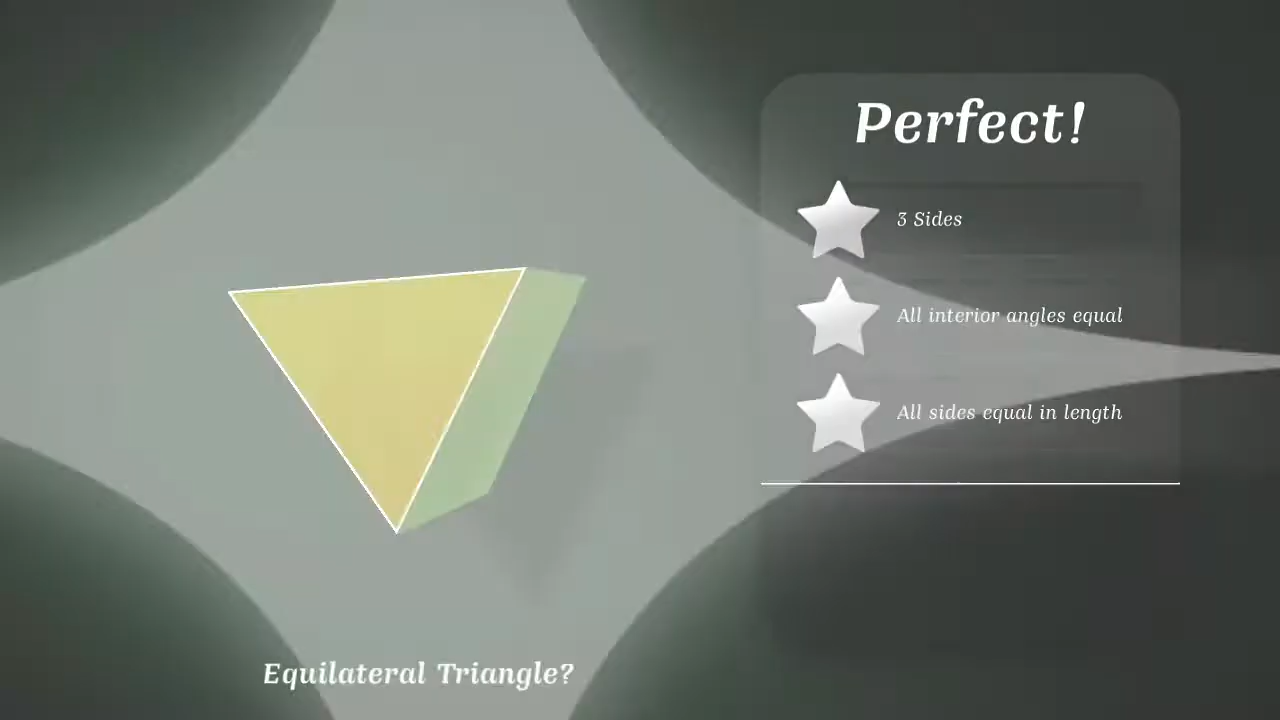 Perfect!
3 Sides
All interior angles equal
All sides equal in length
Equilateral Triangle?